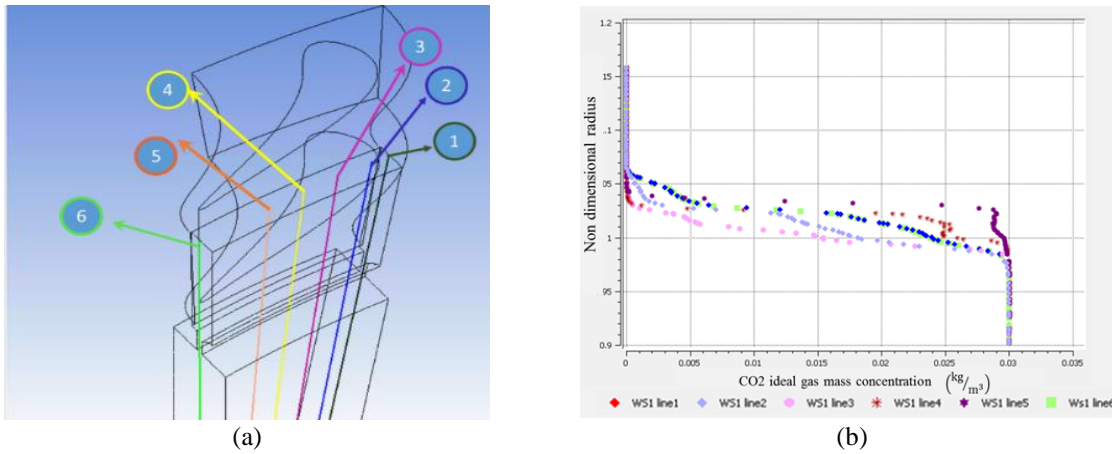 3
4
2
5
1
6
1.2
15
.1
05
1
95
0.9
Non dimensional radius
0
0.005
0.01
0.015
0.02
0.025
0.03
0.035
CO2 ideal gas mass concentration (kg/m³)
WS1 line1
WS1 line2
WS1 line3
WS1 line4
WS1 line5
Ws1 line6
(a)
(b)